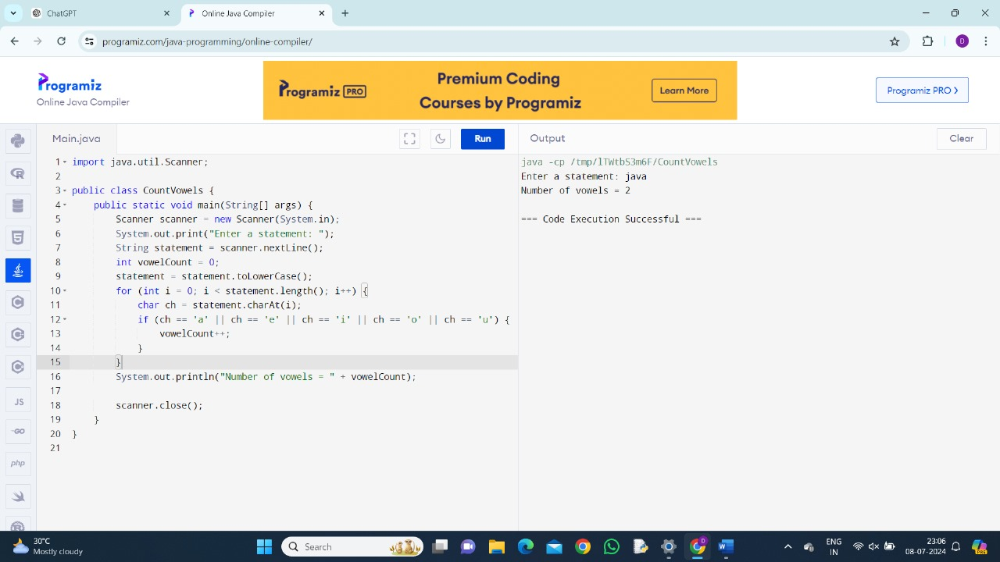 ChatGPT
Online Java Compiler
programiz.com/java-programming/online-compiler/
D
Programiz
Online Java Compiler
Programiz PRO
Premium Coding
Courses by Programiz
Learn More
Programiz PRO
Main.java
Run
Output
Clear
1 import java.util.Scanner;
2
3 public class CountVowels {
4 public static void main(String[] args) {
5 Scanner scanner = new Scanner(System.in);
6 System.out.print("Enter a statement: ");
7 String statement = scanner.nextLine();
8 int vowelCount = 0;
9 statement = statement.toLowerCase();
10 for (int i = 0; i < statement.length(); i++) {
11 char ch = statement.charAt(i);
12 if (ch == 'a' || ch == 'e' || ch == 'i' || ch == 'o' || ch == 'u') {
13 vowelCount++;
14 }
15 }
16 System.out.println("Number of vowels = " + vowelCount);
17
18 scanner.close();
19 }
20 }
21
java -cp /tmp/lTWtbS3m6F/CountVowels
Enter a statement: java
Number of vowels = 2
=== Code Execution Successful ===
JS
GO
php
30°C
Mostly cloudy
Search
D
ENG
IN
23:06
08-07-2024
PRE